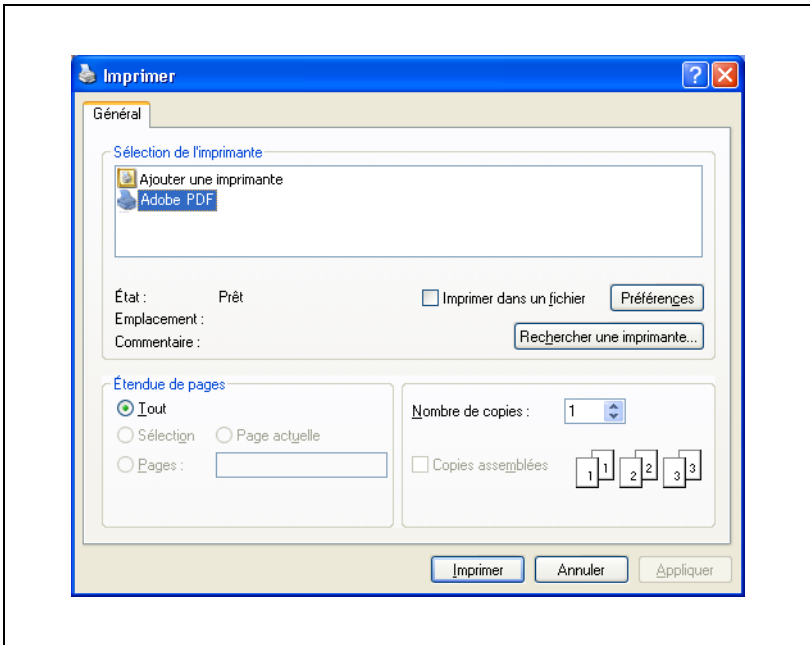 Imprimer
Général
Sélection de l'imprimante
Ajouter une imprimante
Adobe PDF
État : Prêt
Imprimer dans un fichier Préférences
Emplacement :
Commentaire :
Rechercher une imprimante...
Étendue de pages
Tout
Sélection Page actuelle
Pages :
Nombre de copies : 1
Copies assemblées
1 1 2 2 3 3
Imprimer Annuler Appliquer